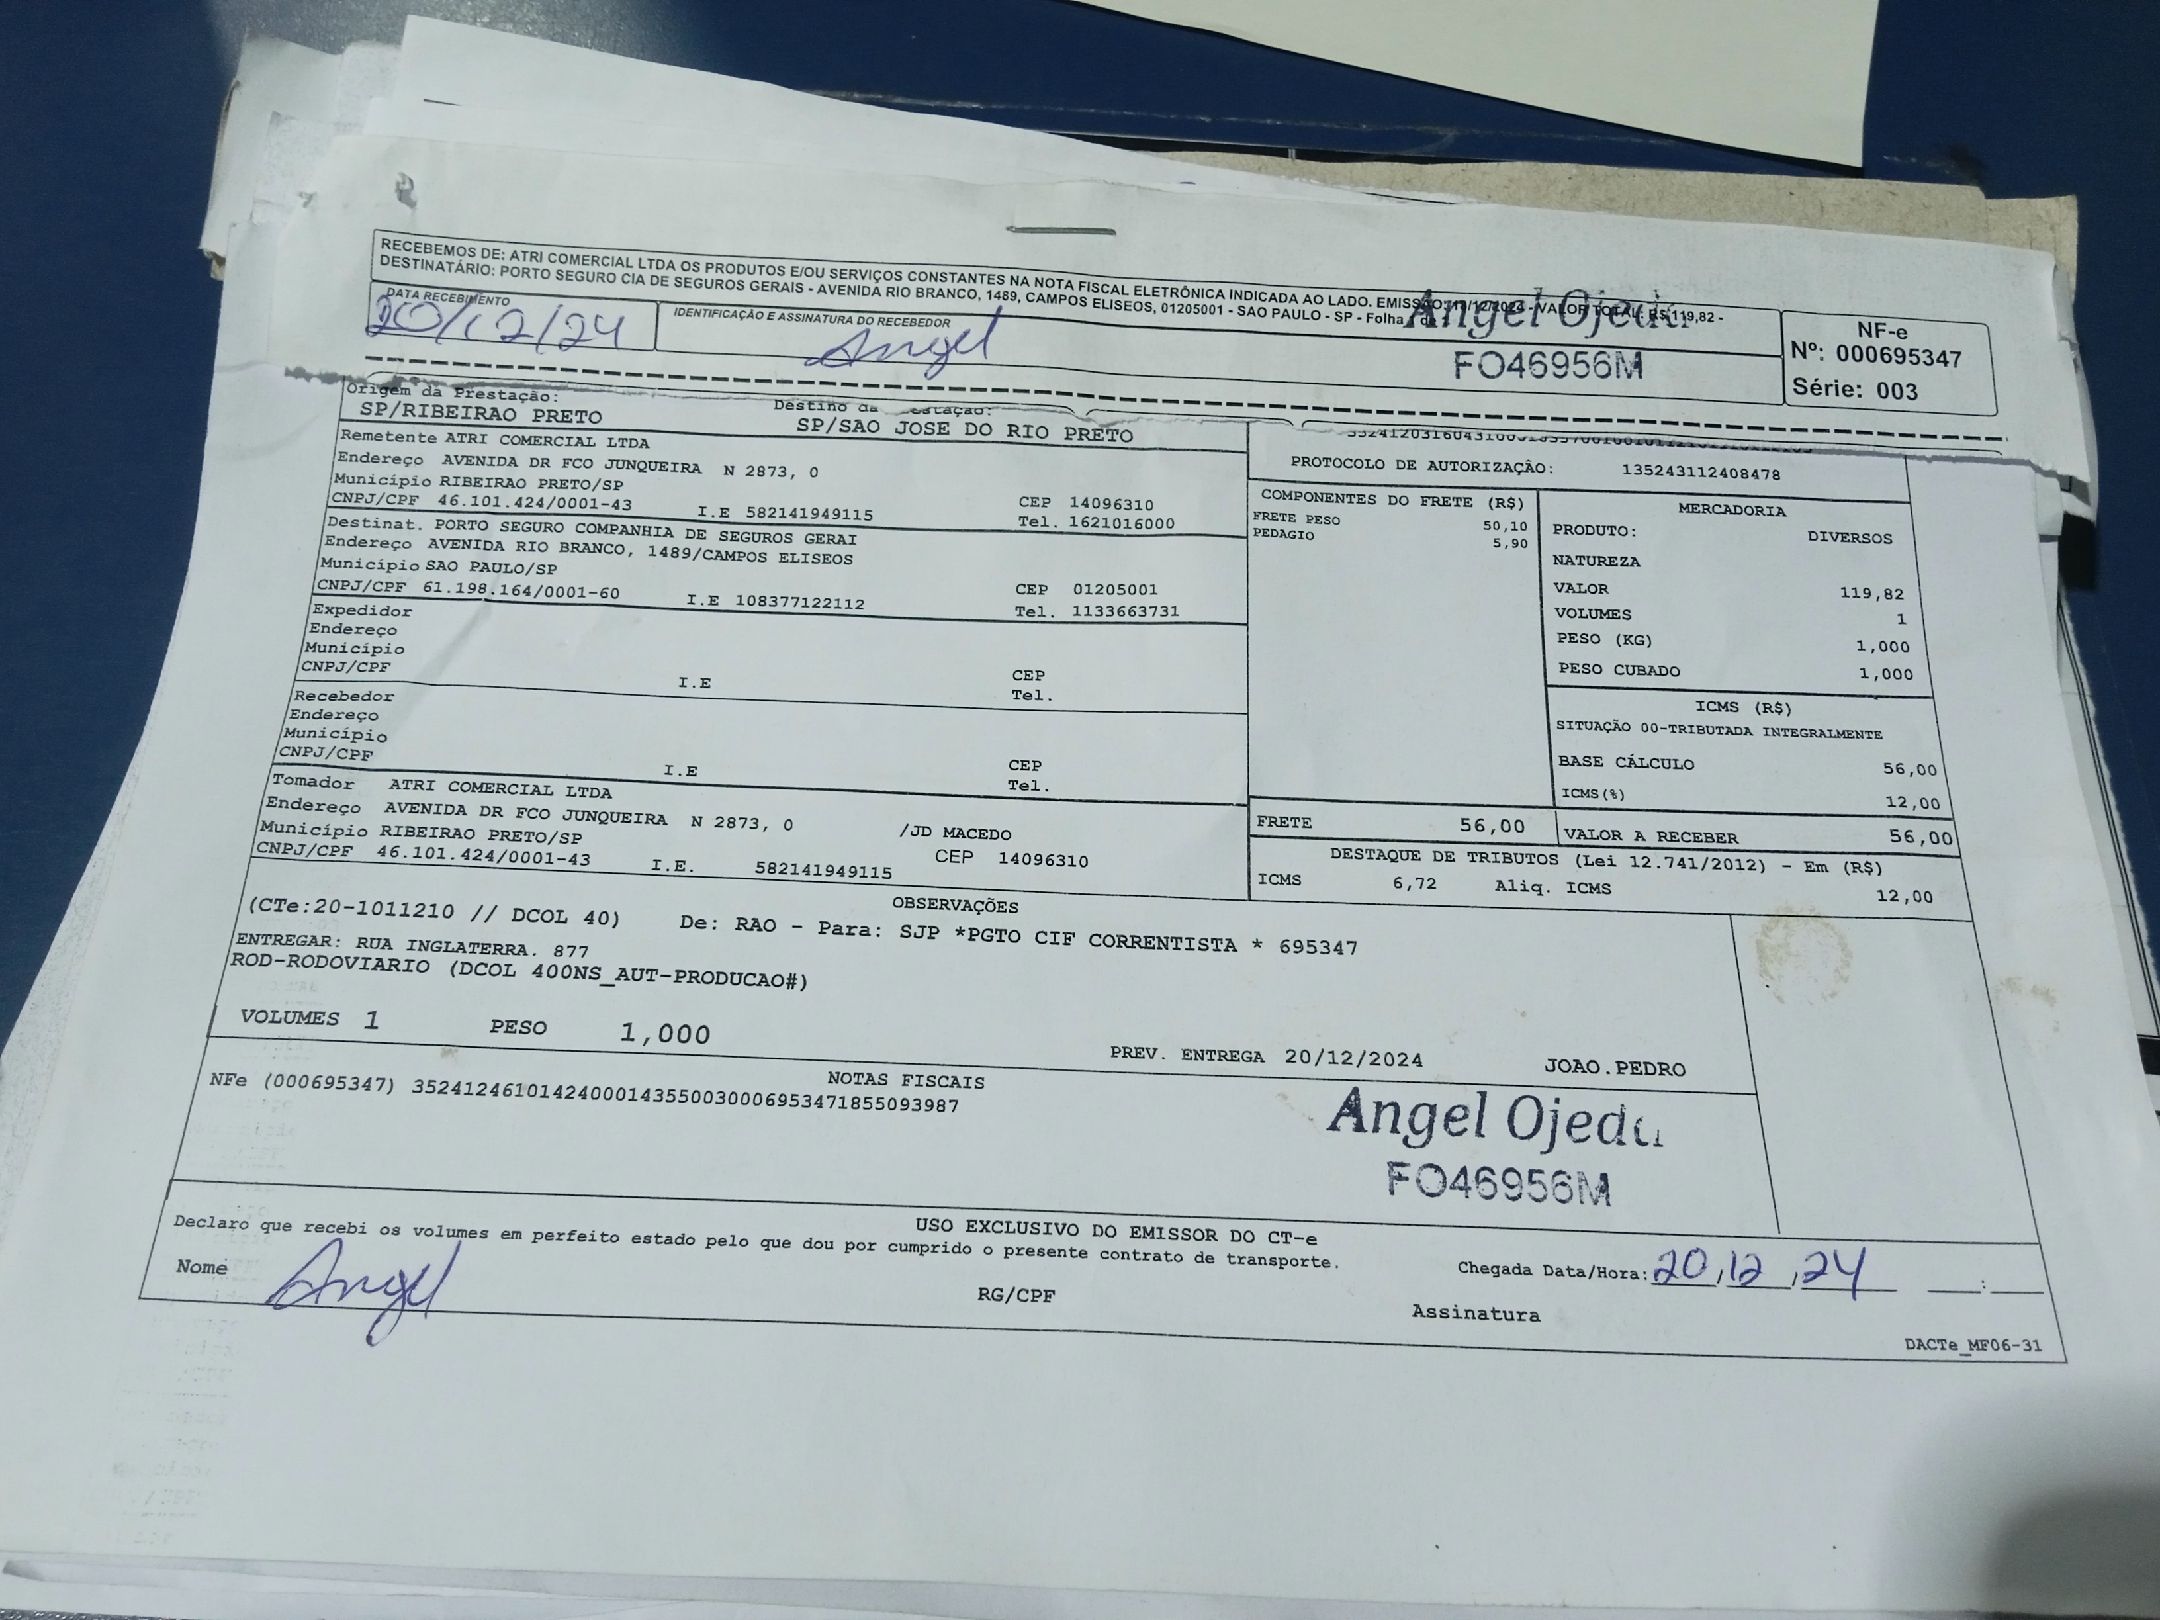 RECEBEMOS DE: ATRI COMERCIAL LTDA OS PRODUTOS E/OU SERVIÇOS CONSTANTES NA NOTA FISCAL ELETRÔNICA INDICADA AO LADO. EMISSÃO: /12/2024 - VALOR TOTAL: R$ 119,82 -
DESTINATÁRIO: PORTO SEGURO CIA DE SEGUROS GERAIS - AVENIDA RIO BRANCO, 1489, CAMPOS ELISEOS, 01205001 - SAO PAULO - SP - Folha
DATA RECEBIMENTO
20/12/24
IDENTIFICAÇÃO E ASSINATURA DO RECEBEDOR
Angel
Angel Ojeda
FO46956M
NF-e
Nº: 000695347
Série: 003
Origem da Prestação:
SP/RIBEIRAO PRETO
Destino da
SP/SAO JOSE DO RIO PRETO
Remetente ATRI COMERCIAL LTDA
Endereço AVENIDA DR FCO JUNQUEIRA N 2873, 0
Município RIBEIRAO PRETO/SP
CEP 14096310
CNPJ/CPF 46.101.424/0001-43 I.E 582141949115 Tel. 1621016000
Destinat. PORTO SEGURO COMPANHIA DE SEGUROS GERAI
Endereço AVENIDA RIO BRANCO, 1489/CAMPOS ELISEOS
Município SAO PAULO/SP
CEP 01205001
CNPJ/CPF 61.198.164/0001-60 I.E 108377122112 Tel. 1133663731
Expedidor
Endereço
Município
CEP
CNPJ/CPF I.E Tel.
Recebedor
Endereço
Município
CEP
CNPJ/CPF I.E Tel.
Tomador ATRI COMERCIAL LTDA
Endereço AVENIDA DR FCO JUNQUEIRA N 2873, 0 /JD MACEDO
Município RIBEIRAO PRETO/SP CEP 14096310
CNPJ/CPF 46.101.424/0001-43 I.E. 582141949115
PROTOCOLO DE AUTORIZAÇÃO: 135243112408478
COMPONENTES DO FRETE (R$)
FRETE PESO 50,10
PEDAGIO 5,90
MERCADORIA
PRODUTO: DIVERSOS
NATUREZA
VALOR 119,82
VOLUMES 1
PESO (KG) 1,000
PESO CUBADO 1,000
ICMS (R$)
SITUAÇÃO 00-TRIBUTADA INTEGRALMENTE
BASE CÁLCULO 56,00
ICMS(%) 12,00
FRETE 56,00 VALOR A RECEBER 56,00
DESTAQUE DE TRIBUTOS (Lei 12.741/2012) - Em (R$)
ICMS 6,72 Aliq. ICMS 12,00
OBSERVAÇÕES
(CTe:20-1011210 // DCOL 40) De: RAO - Para: SJP *PGTO CIF CORRENTISTA * 695347
ENTREGAR: RUA INGLATERRA. 877
ROD-RODOVIARIO (DCOL 400NS_AUT-PRODUCAO#)
VOLUMES 1 PESO 1,000 PREV. ENTREGA 20/12/2024 JOAO.PEDRO
NOTAS FISCAIS
NFe (000695347) 35241246101424000143550030006953471855093987
Angel Ojeda
FO46956M
USO EXCLUSIVO DO EMISSOR DO CT-e
Declaro que recebi os volumes em perfeito estado pelo que dou por cumprido o presente contrato de transporte.
Chegada Data/Hora: 20,12,24 :
Nome Angel RG/CPF Assinatura
DACTe_MF06-31